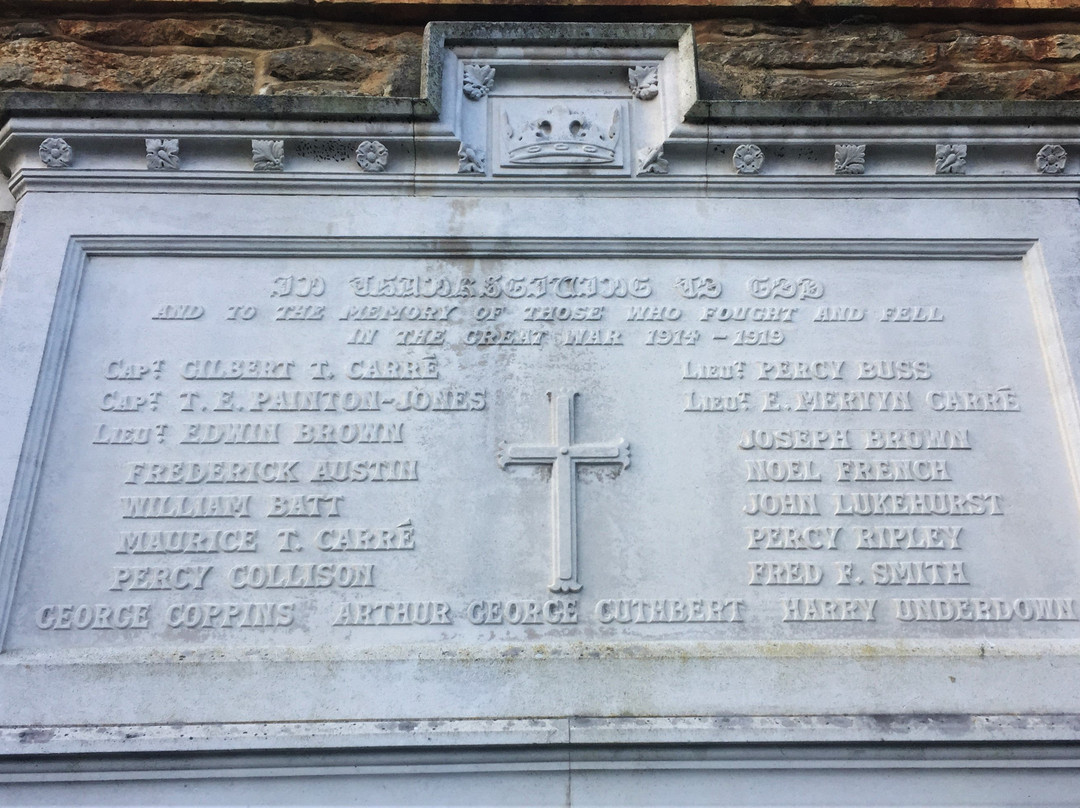 IN THANKSGIVING TO GOD
AND TO THE MEMORY OF THOSE WHO FOUGHT AND FELL
IN THE GREAT WAR 1914 – 1919
CAPT GILBERT T. CARRÉ
CAPT T. E. PAINTON-JONES
LIEUT EDWIN BROWN
FREDERICK AUSTIN
WILLIAM BATT
MAURICE T. CARRÉ
PERCY COLLISON
LIEUT PERCY BUSS
LIEUT E. MERTYN CARRÉ
JOSEPH BROWN
NOEL FRENCH
JOHN LUKEHURST
PERCY RIPLEY
FRED F. SMITH
GEORGE COPPINS ARTHUR GEORGE CUTHBERT HARRY UNDERDOWN